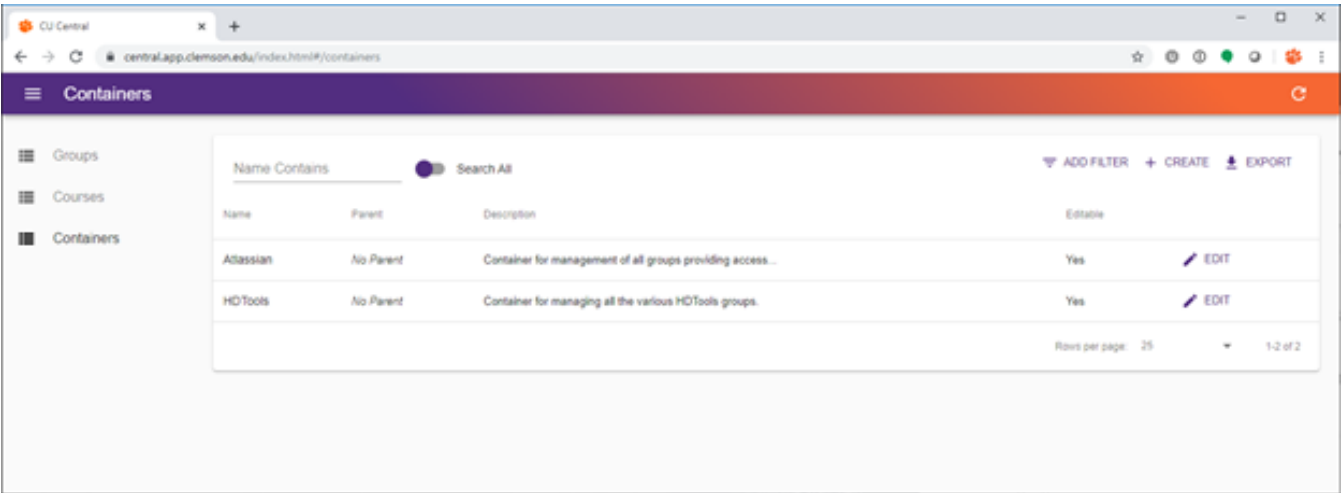 CU Central
central.app.clemson.edu/index.html#/containers
Containers
Groups
Courses
Containers
Name Contains Search All ADD FILTER CREATE EXPORT
Name Parent Description Editable
Atlassian No Parent Container for management of all groups providing access... Yes EDIT
HDTools No Parent Container for managing all the various HDTools groups. Yes EDIT
Rows per page: 25 1-2 of 2